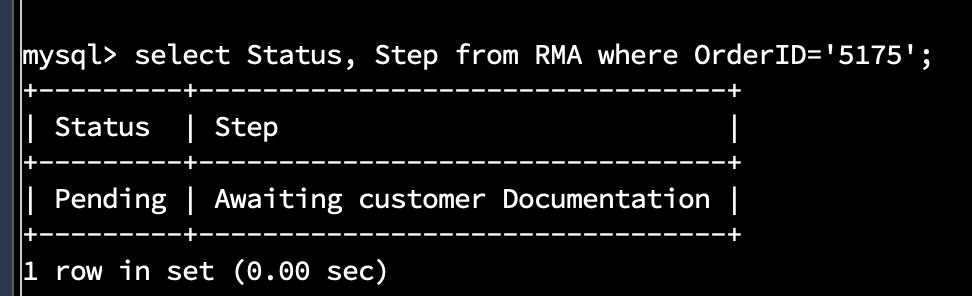 mysql> select Status, Step from RMA where OrderID='5175';
+---------+---------------------------------+
| Status  | Step                            |
+---------+---------------------------------+
| Pending | Awaiting customer Documentation |
+---------+---------------------------------+
1 row in set (0.00 sec)